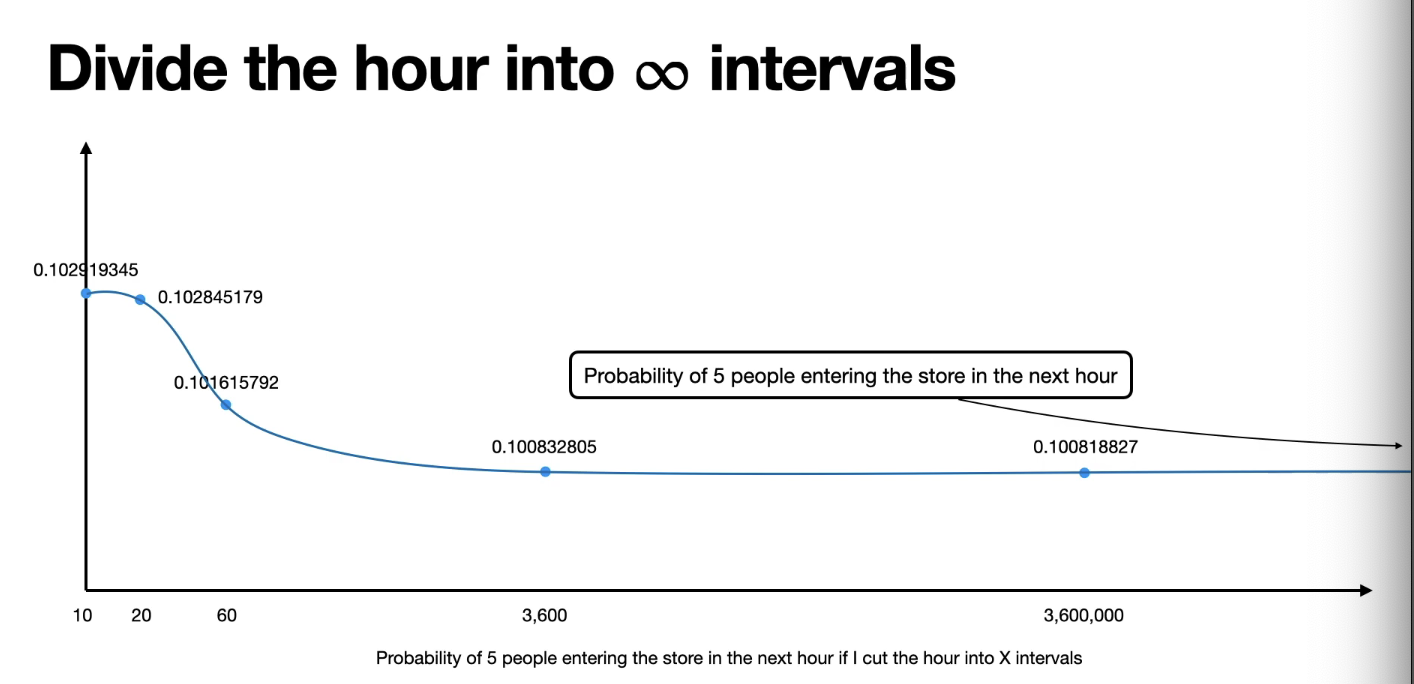 Divide the hour into ∞ intervals
0.102919345
0.102845179
0.101615792
Probability of 5 people entering the store in the next hour
0.100832805
0.100818827
10 20 60 3,600 3,600,000
Probability of 5 people entering the store in the next hour if I cut the hour into X intervals